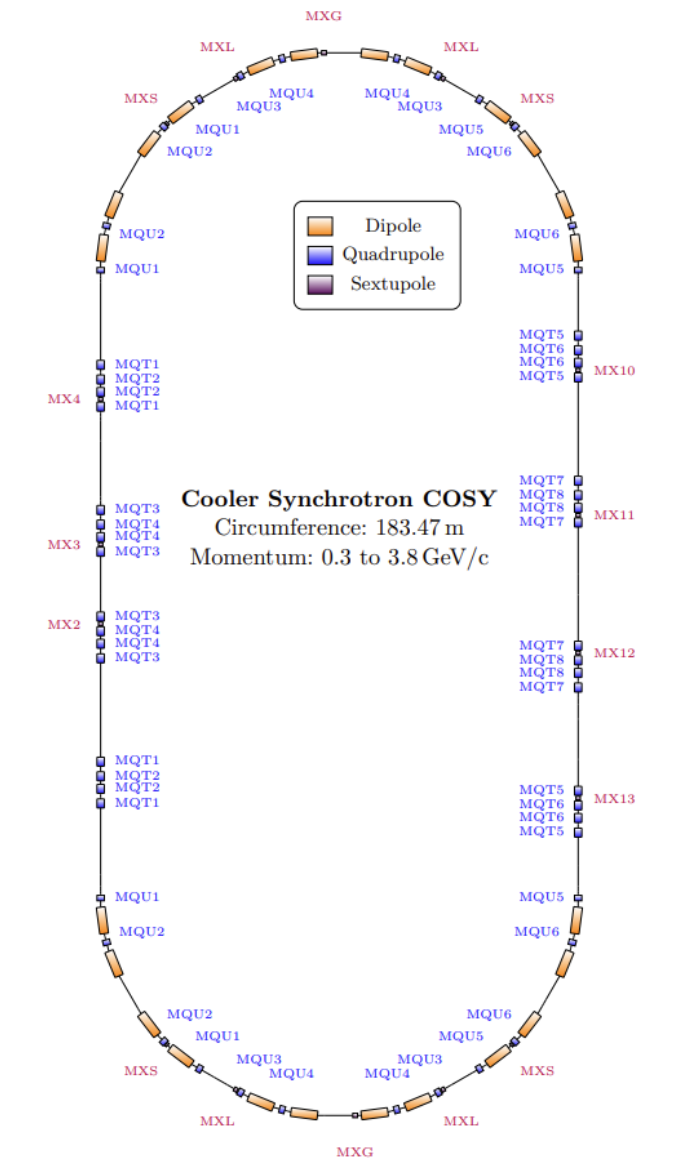 MXG
MXL MXL
MQU4 MQU4
MXS MQU3 MQU3 MXS
MQU1 MQU5
MQU2 MQU6
Dipole
MQU2 MQU6
Quadrupole
MQU1 MQU5
Sextupole
MQT5
MQT6
MQT1 MQT6
MX10
MQT2 MQT5
MQT2
MX4
MQT1
MQT7
MQT8
Cooler Synchrotron COSY
MQT3 MQT8
MX11
MQT4 MQT7
Circumference: 183.47 m
MQT4
MX3
MQT3
Momentum: 0.3 to 3.8 GeV/c
MQT3
MX2
MQT4
MQT4 MQT7
MX12
MQT3 MQT8
MQT8
MQT7
MQT1
MQT2
MQT2 MQT5
MX13
MQT1 MQT6
MQT6
MQT5
MQU1 MQU5
MQU2 MQU6
MQU2 MQU6
MQU1 MQU5
MQU3 MQU3
MXS MXS
MQU4 MQU4
MXL MXL
MXG